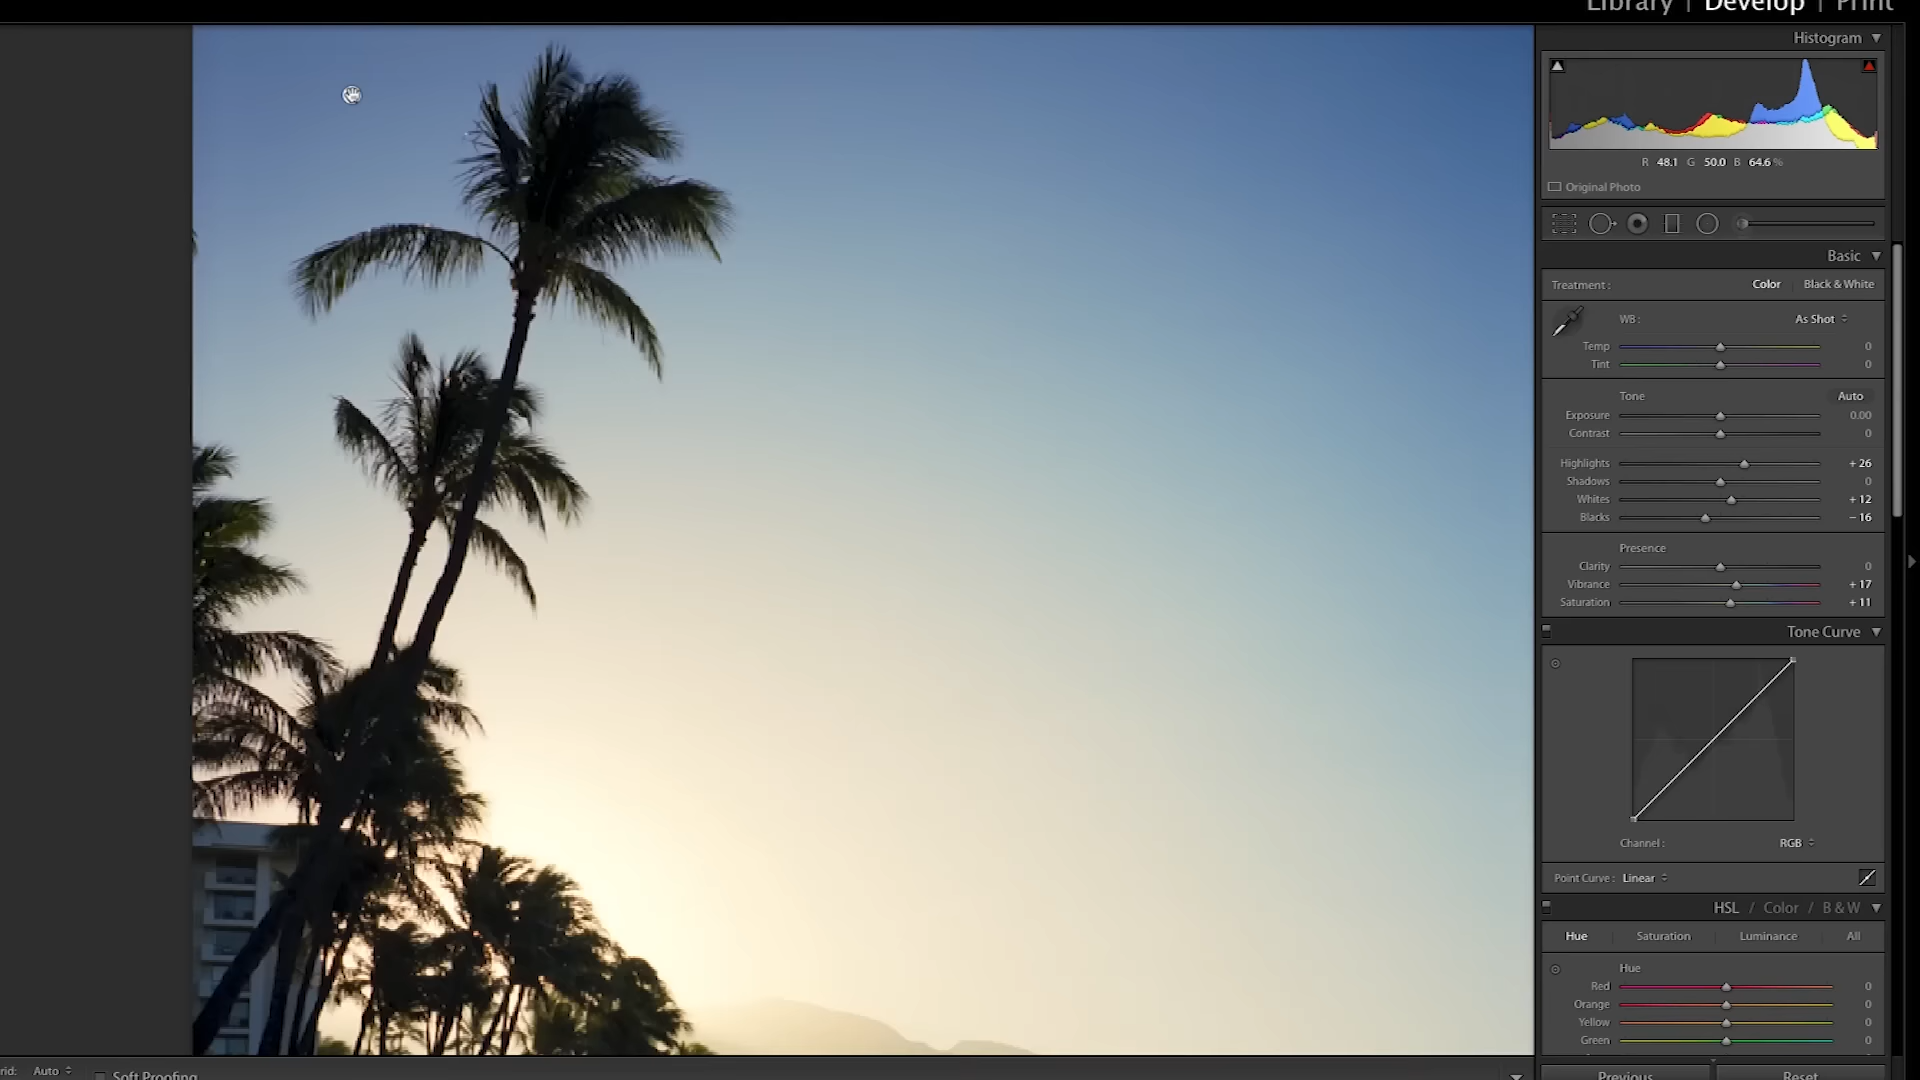 Library | Develop | Print
Histogram
R 48.1 G 50.0 B 64.6 %
Original Photo
Basic
Treatment : Color Black & White
WB : As Shot
Temp 0
Tint 0
Tone Auto
Exposure 0.00
Contrast 0
Highlights + 26
Shadows 0
Whites + 12
Blacks − 16
Presence
Clarity 0
Vibrance + 17
Saturation + 11
Tone Curve
Channel : RGB
Point Curve : Linear
HSL / Color / B & W
Hue Saturation Luminance All
Hue
Red 0
Orange 0
Yellow 0
Green 0
rid: Auto Soft Proofing
Previous Reset